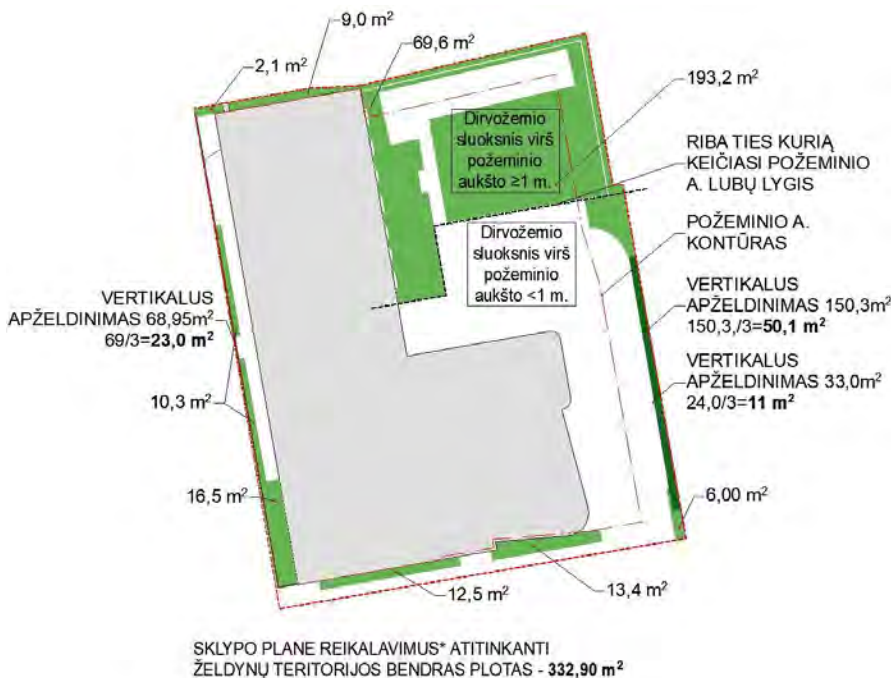 9,0 m²
2,1 m²
69,6 m²
193,2 m²
Dirvožemio
sluoksnis virš
požeminio
aukšto ≥1 m.
RIBA TIES KURIĄ
KEIČIASI POŽEMINIO
A. LUBŲ LYGIS
Dirvožemio
sluoksnis virš
požeminio
aukšto <1 m.
POŽEMINIO A.
KONTŪRAS
VERTIKALUS
APŽELDINIMAS 68,95m²
69/3=23,0 m²
VERTIKALUS
APŽELDINIMAS 150,3m²
150,3,/3=50,1 m²
VERTIKALUS
APŽELDINIMAS 33,0m²
24,0/3=11 m²
10,3 m²
16,5 m²
6,00 m²
12,5 m²
13,4 m²
SKLYPO PLANE REIKALAVIMUS* ATITINKANTI
ŽELDYNŲ TERITORIJOS BENDRAS PLOTAS - 332,90 m²